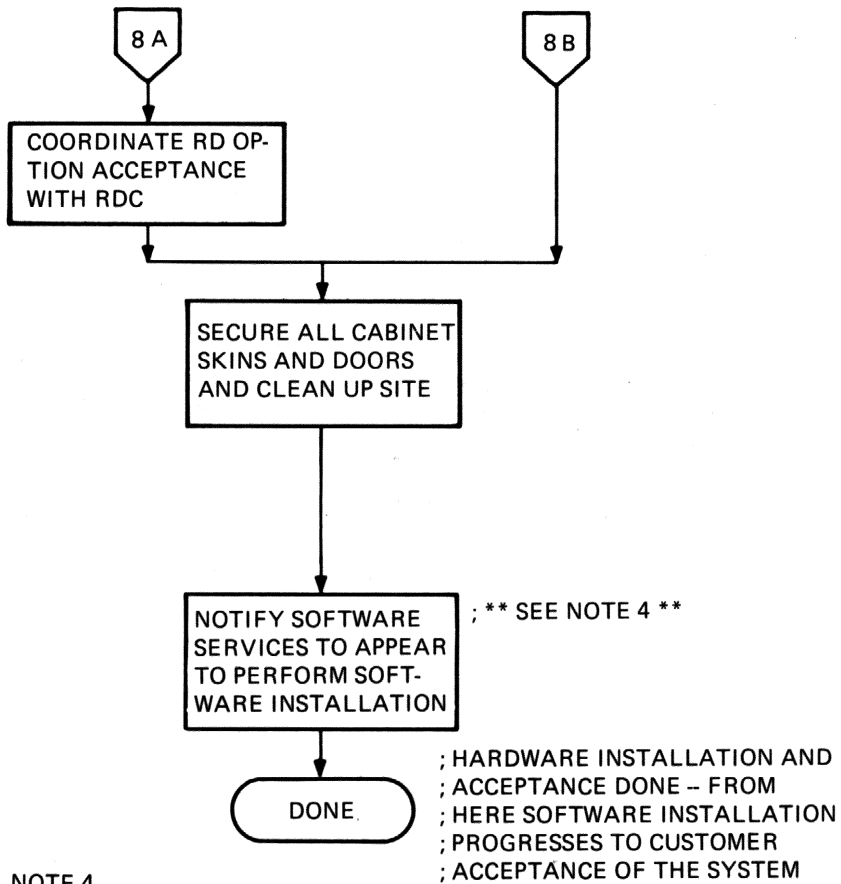 8 A
8 B
COORDINATE RD OP-
TION ACCEPTANCE
WITH RDC
SECURE ALL CABINET
SKINS AND DOORS
AND CLEAN UP SITE
NOTIFY SOFTWARE
SERVICES TO APPEAR
TO PERFORM SOFT-
WARE INSTALLATION
; ** SEE NOTE 4 **
DONE
; HARDWARE INSTALLATION AND
; ACCEPTANCE DONE -- FROM
; HERE SOFTWARE INSTALLATION
; PROGRESSES TO CUSTOMER
; ACCEPTANCE OF THE SYSTEM
NOTE 4